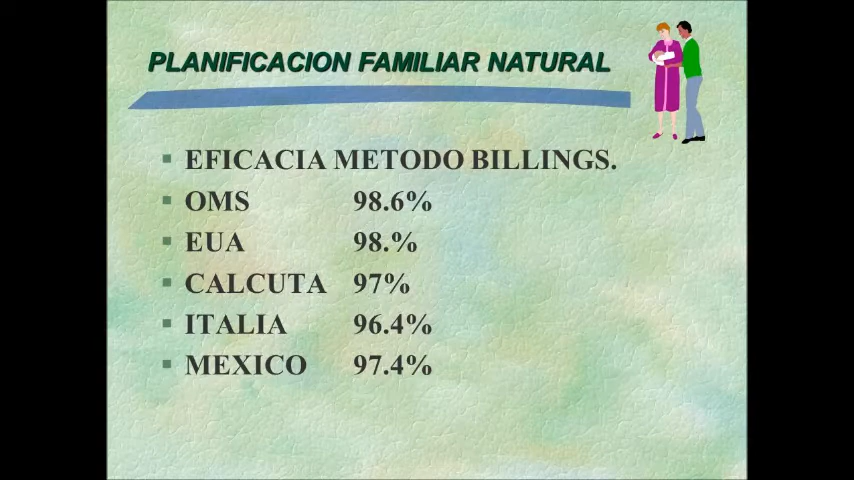 PLANIFICACION FAMILIAR NATURAL
EFICACIA METODO BILLINGS.
OMS 98.6%
EUA 98.%
CALCUTA 97%
ITALIA 96.4%
MEXICO 97.4%